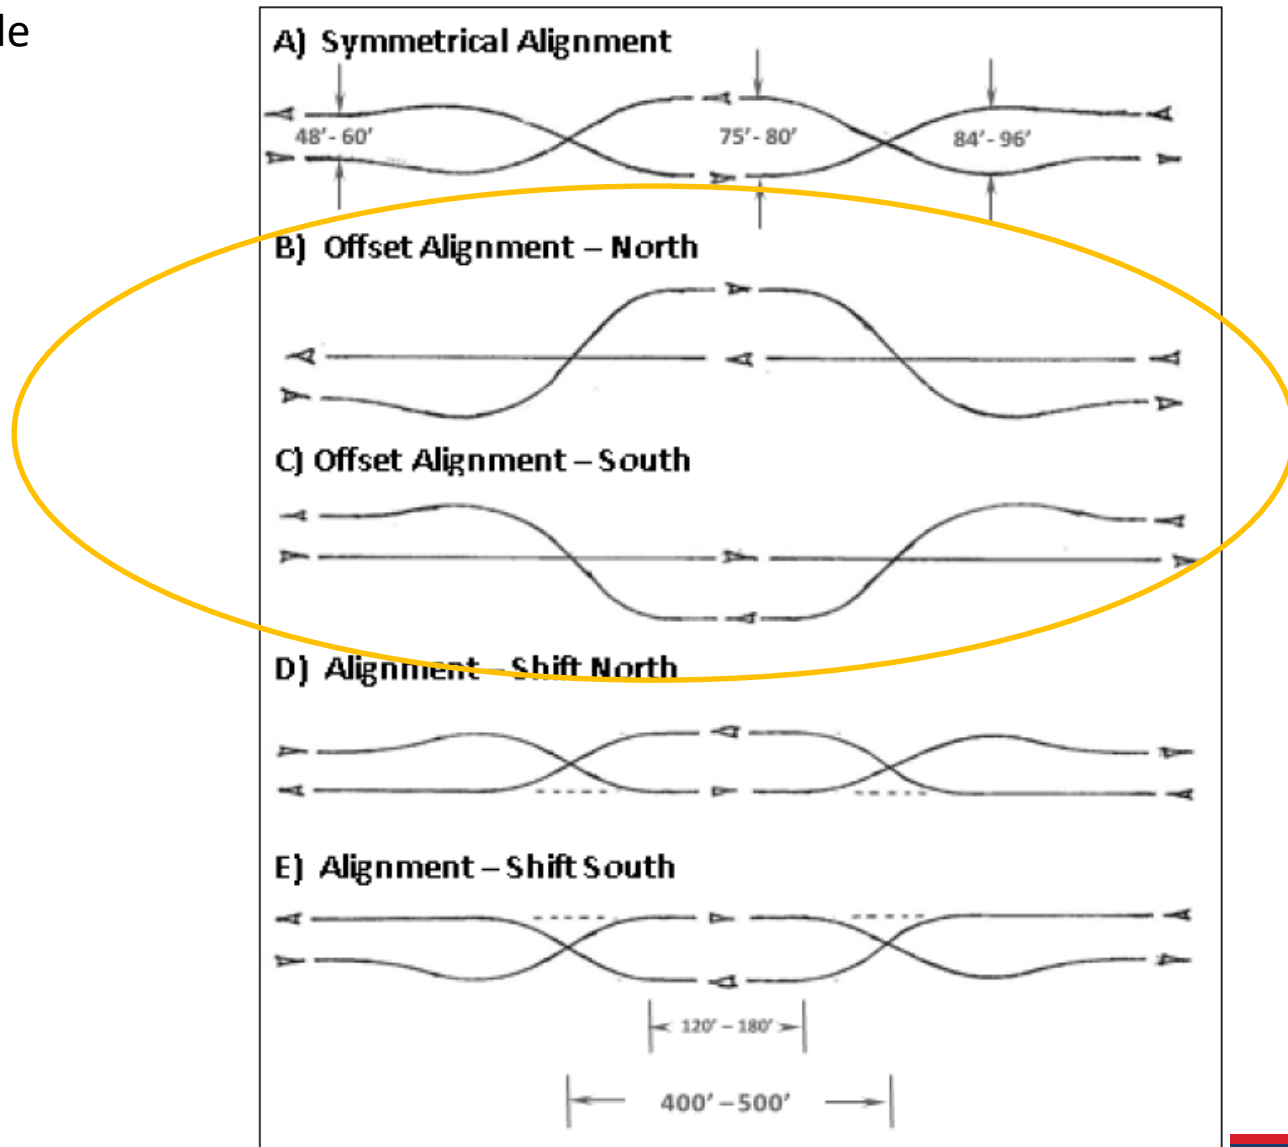 A) Symmetrical Alignment
48'- 60'
75'- 80'
84'- 96'
B) Offset Alignment – North
C) Offset Alignment – South
D) Alignment – Shift North
E) Alignment – Shift South
120' – 180'
400' – 500'